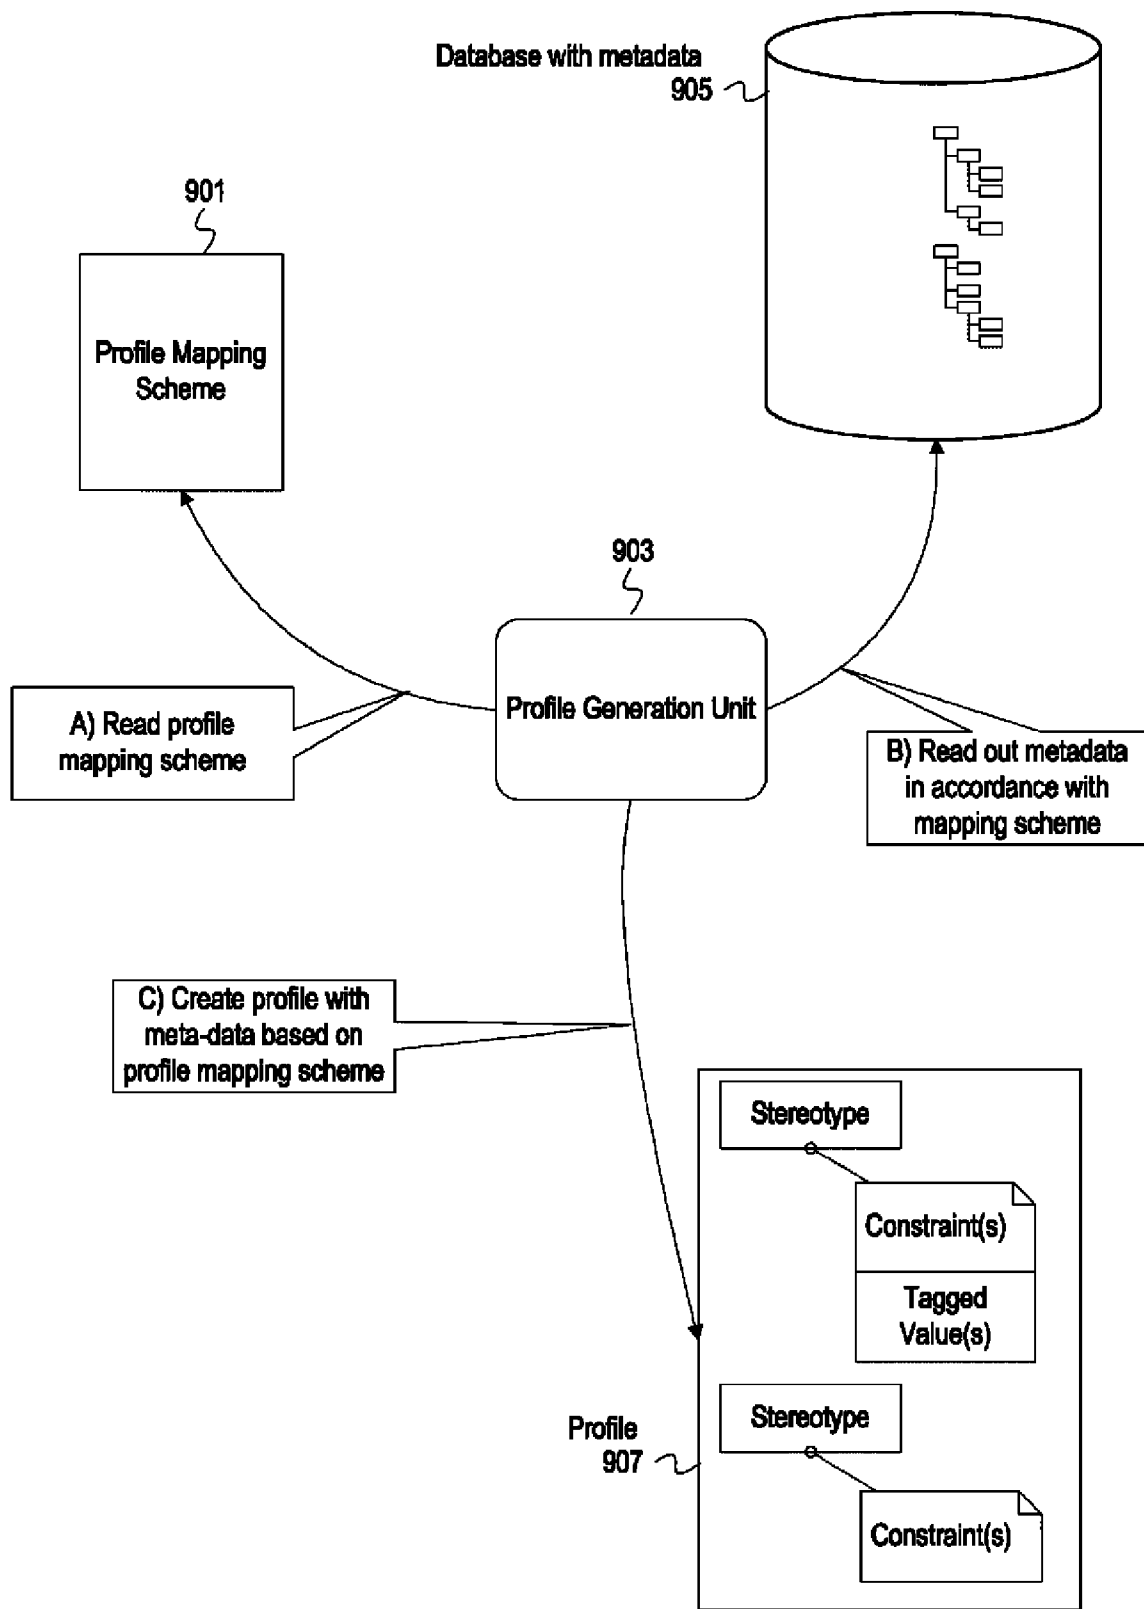 Database with metadata
905
901
Profile Mapping
Scheme
903
Profile Generation Unit
A) Read profile
mapping scheme
B) Read out metadata
in accordance with
mapping scheme
C) Create profile with
meta-data based on
profile mapping scheme
Stereotype
Constraint(s)
Tagged
Value(s)
Profile
907
Stereotype
Constraint(s)